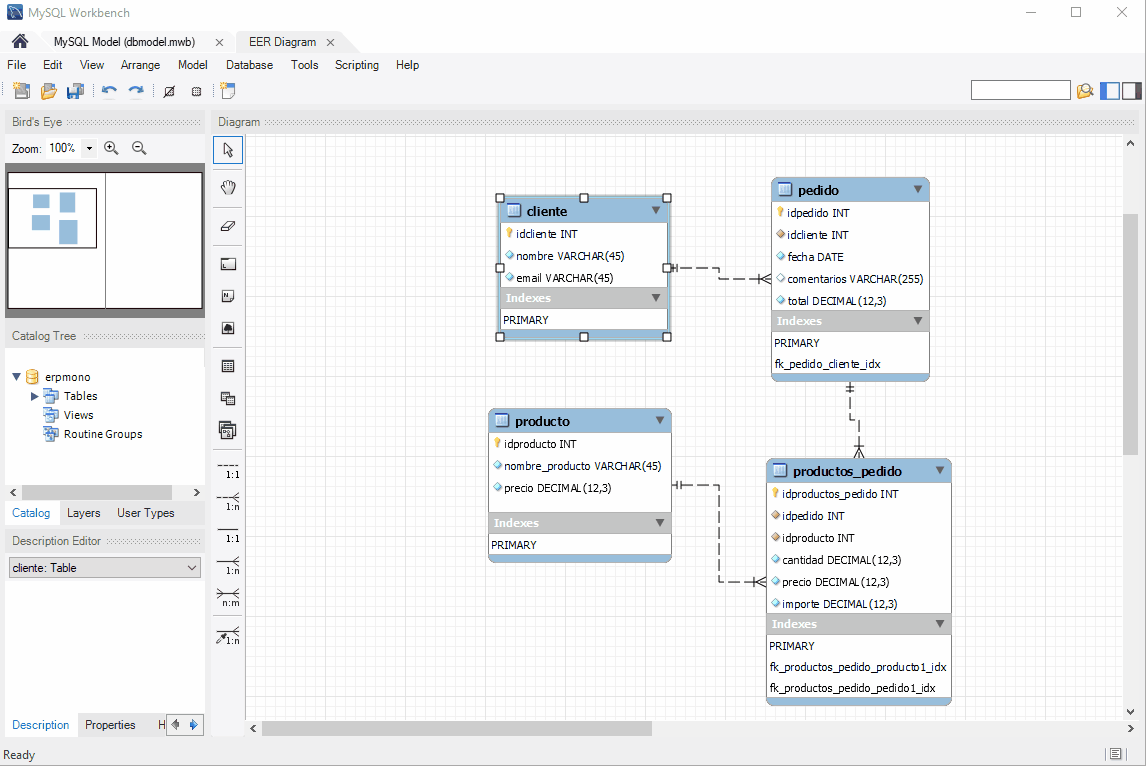 MySQL Workbench
MySQL Model (dbmodel.mwb)
EER Diagram
File Edit View Arrange Model Database Tools Scripting Help
Bird's Eye
Zoom: 100%
Catalog Tree
erpmono
Tables
Views
Routine Groups
Catalog Layers User Types
Description Editor
cliente: Table
Description Properties H
Ready
Diagram
1:1
1:n
1:1
1:n
n:m
1:n
cliente
idcliente INT
nombre VARCHAR(45)
email VARCHAR(45)
Indexes
PRIMARY
pedido
idpedido INT
idcliente INT
fecha DATE
comentarios VARCHAR(255)
total DECIMAL(12,3)
Indexes
PRIMARY
fk_pedido_cliente_idx
producto
idproducto INT
nombre_producto VARCHAR(45)
precio DECIMAL(12,3)
Indexes
PRIMARY
productos_pedido
idproductos_pedido INT
idpedido INT
idproducto INT
cantidad DECIMAL(12,3)
precio DECIMAL(12,3)
importe DECIMAL(12,3)
Indexes
PRIMARY
fk_productos_pedido_producto1_idx
fk_productos_pedido_pedido1_idx